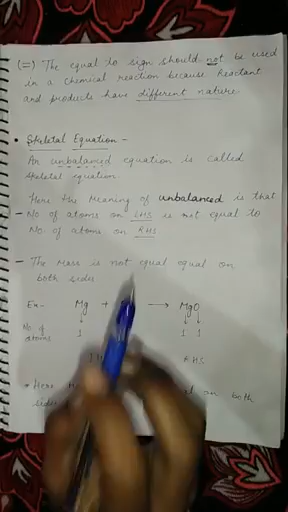 (=) The equal to sign should not be used
in a chemical reaction because Reactant
and products have different nature.
• Skeletal Equation -
An unbalanced equation is called
skeletal equation.
Here the meaning of unbalanced is that
- No of atoms on LHS is not equal to
No of atoms on RHS
- The Mass is not equal equal on
both sides
Ex- Mg + → MgO
No of 1 1 1
atoms
RHS
• Here on both
sides